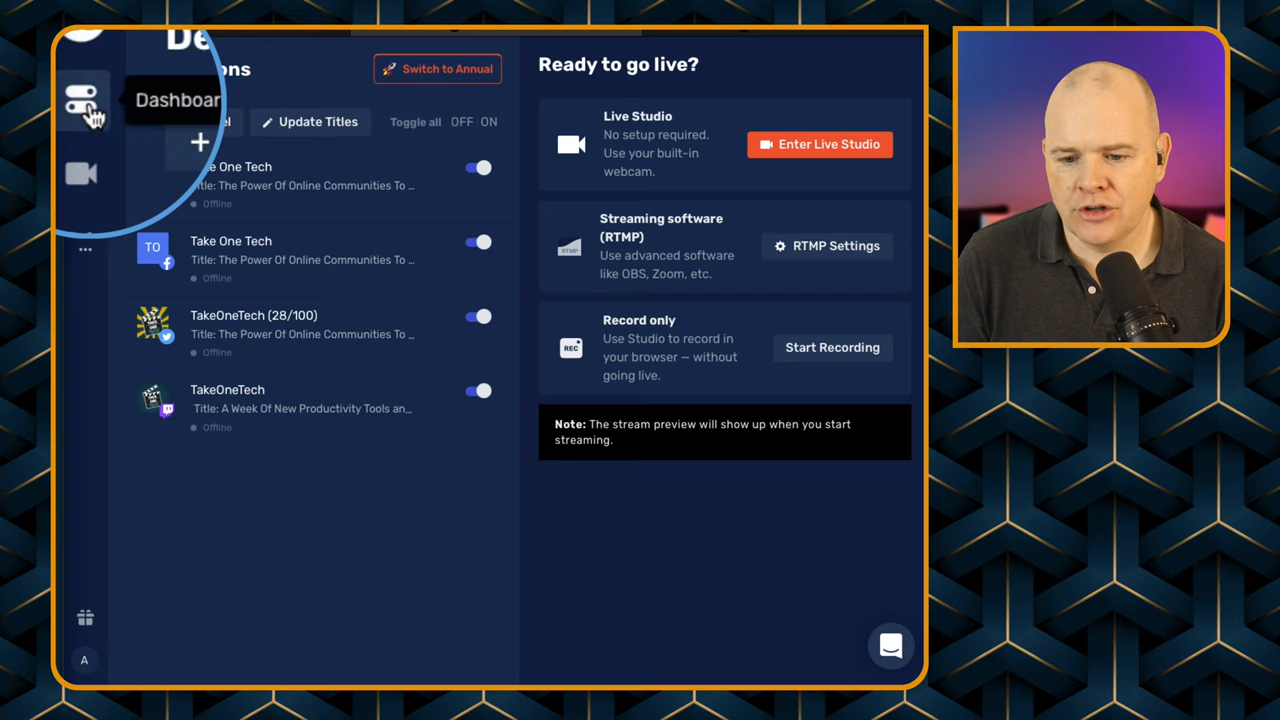 ons
Switch to Annual
Dashboar
Update Titles
Toggle all OFF ON
e One Tech
Title: The Power Of Online Communities To ...
Offline
TO
Take One Tech
Title: The Power Of Online Communities To ...
Offline
TakeOneTech (28/100)
Title: The Power Of Online Communities To ...
Offline
TakeOneTech
Title: A Week Of New Productivity Tools an...
Offline
A
Ready to go live?
Live Studio
No setup required.
Use your built-in
webcam.
Enter Live Studio
Streaming software
(RTMP)
Use advanced software
like OBS, Zoom, etc.
RTMP
RTMP Settings
Record only
Use Studio to record in
your browser — without
going live.
REC
Start Recording
Note: The stream preview will show up when you start
streaming.